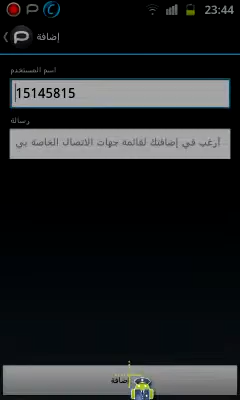 23:44
إضافة
اسم المستخدم
15145815
رسالة
أرغب في إضافتك لقائمة جهات الاتصال الخاصة بي
إضافة